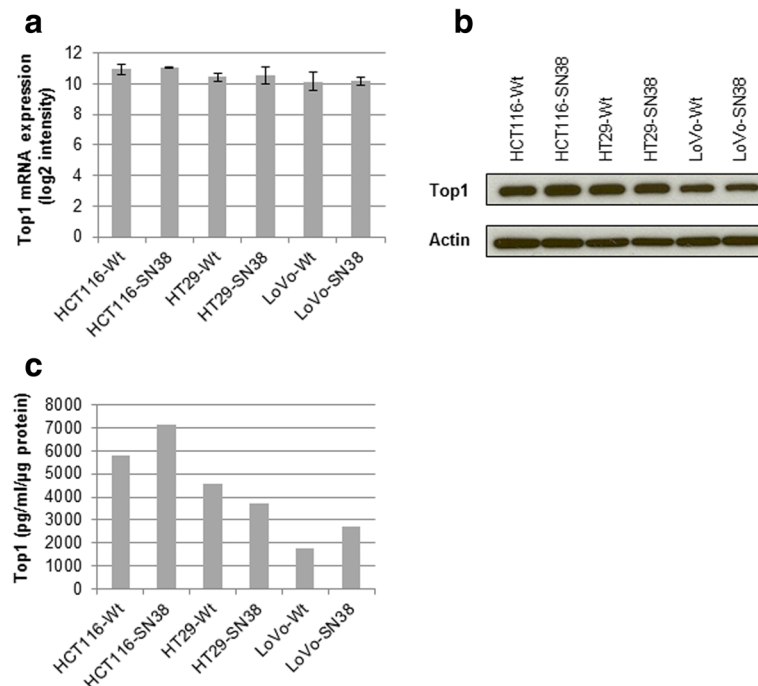 a
Top1 mRNA expression
(log2 intensity)
12
10
8
6
4
2
0
HCT116-Wt
HCT116-SN38
HT29-Wt
HT29-SN38
LoVo-Wt
LoVo-SN38
b
HCT116-Wt
HCT116-SN38
HT29-Wt
HT29-SN38
LoVo-Wt
LoVo-SN38
Top1
Actin
c
Top1 (pg/ml/µg protein)
8000
7000
6000
5000
4000
3000
2000
1000
0
HCT116-Wt
HCT116-SN38
HT29-Wt
HT29-SN38
LoVo-Wt
LoVo-SN38